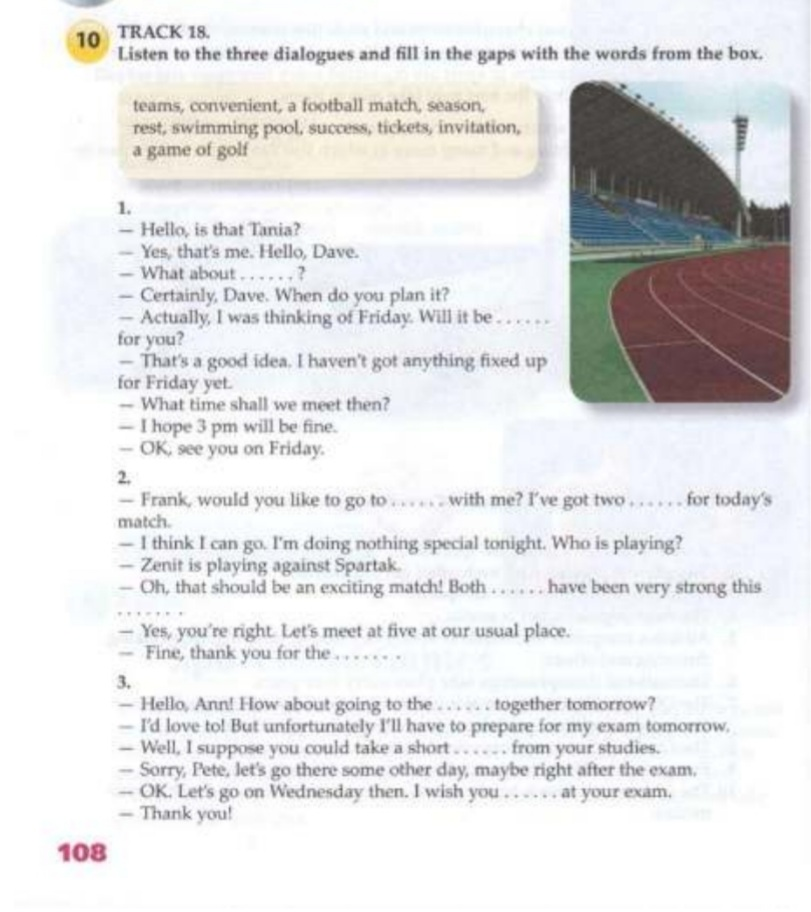 10
TRACK 18.
Listen to the three dialogues and fill in the gaps with the words from the box.
teams, convenient, a football match, season,
rest, swimming pool, success, tickets, invitation,
a game of golf
1.
— Hello, is that Tania?
— Yes, that's me. Hello, Dave.
— What about . . . . . . ?
— Certainly, Dave. When do you plan it?
— Actually, I was thinking of Friday. Will it be . . . . . .
for you?
— That's a good idea. I haven't got anything fixed up
for Friday yet.
— What time shall we meet then?
— I hope 3 pm will be fine.
— OK, see you on Friday.
2.
— Frank, would you like to go to . . . . . . with me? I've got two . . . . . . for today's
match.
— I think I can go. I'm doing nothing special tonight. Who is playing?
— Zenit is playing against Spartak.
— Oh, that should be an exciting match! Both . . . . . . have been very strong this
. . . . . . .
— Yes, you're right. Let's meet at five at our usual place.
— Fine, thank you for the . . . . . . .
3.
— Hello, Ann! How about going to the . . . . . . together tomorrow?
— I'd love to! But unfortunately I'll have to prepare for my exam tomorrow.
— Well, I suppose you could take a short . . . . . . from your studies.
— Sorry, Pete, let's go there some other day, maybe right after the exam.
— OK. Let's go on Wednesday then. I wish you . . . . . . at your exam.
— Thank you!
108